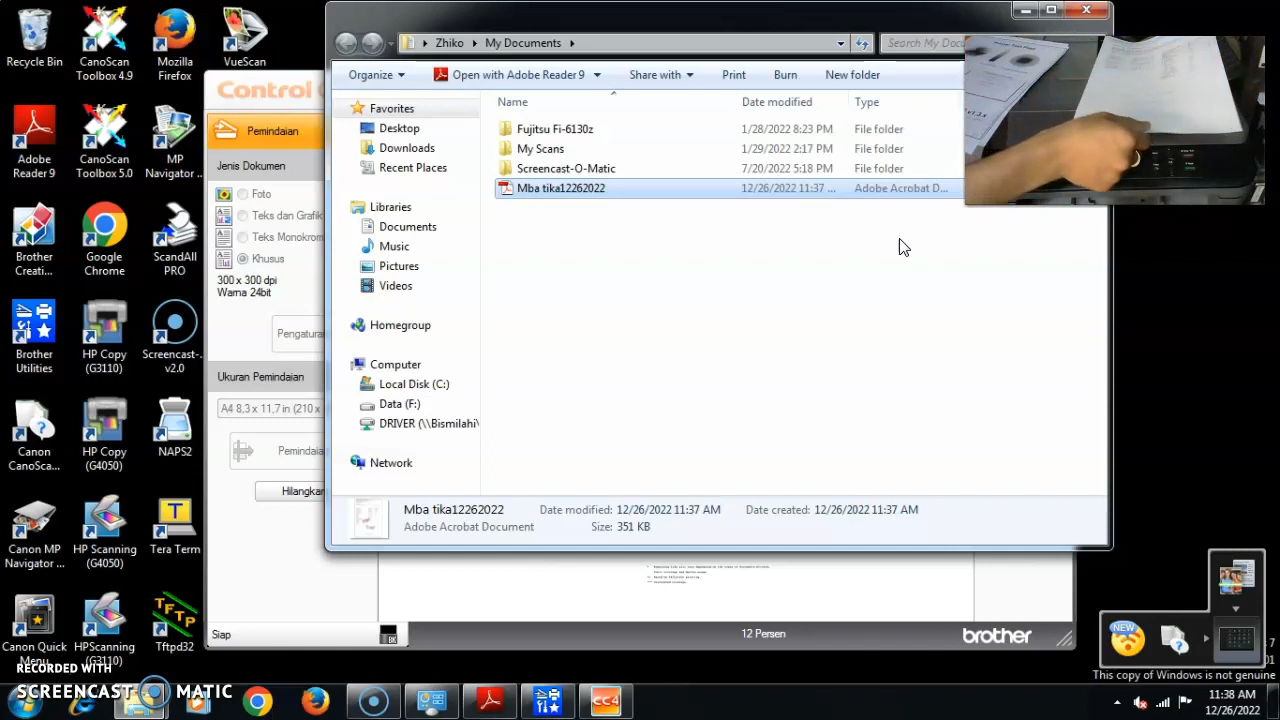 Recycle Bin
CanoScan Toolbox 4.9
Mozilla Firefox
VueScan
Adobe Reader 9
CanoScan Toolbox 5.0
MP Navigator ...
Brother Creati...
Google Chrome
ScandAll PRO
Brother Utilities
HP Copy (G3110)
Screencast-... v2.0
Canon CanoSca...
HP Copy (G4050)
NAPS2
Canon MP Navigator ...
HP Scanning (G4050)
Tera Term
Canon Quick Menu
HPScanning (G3110)
Tftpd32
Pemindaian
Jenis Dokumen
Foto
Teks dan Grafik
Teks Monokrom
Khusus
300 x 300 dpi
Warna 24bit
Ukuran Pemindaian
A4 8,3 x 11,7 in (210 x
Hilangkan
Siap
12 Persen
brother
Zhiko
My Documents
Search My
Organize
Open with Adobe Reader 9
Share with
Print
Burn
New folder
Favorites
Desktop
Downloads
Recent Places
Libraries
Documents
Music
Pictures
Videos
Homegroup
Computer
Local Disk (C:)
Data (F:)
DRIVER (\\Bismilahi
Network
Name Date modified Type
Fujitsu Fi-6130z 1/28/2022 8:23 PM File folder
My Scans 1/29/2022 2:17 PM File folder
Screencast-O-Matic 7/20/2022 5:18 PM File folder
Mba tika12262022 12/26/2022 11:37 ... Adobe Acrobat D...
Mba tika12262022 Date modified: 12/26/2022 11:37 AM Date created: 12/26/2022 11:37 AM
Adobe Acrobat Document Size: 351 KB
NEW
This copy of Windows is not genuine
RECORDED WITH
SCREENCAST MATIC
CC4
11:38 AM
12/26/2022